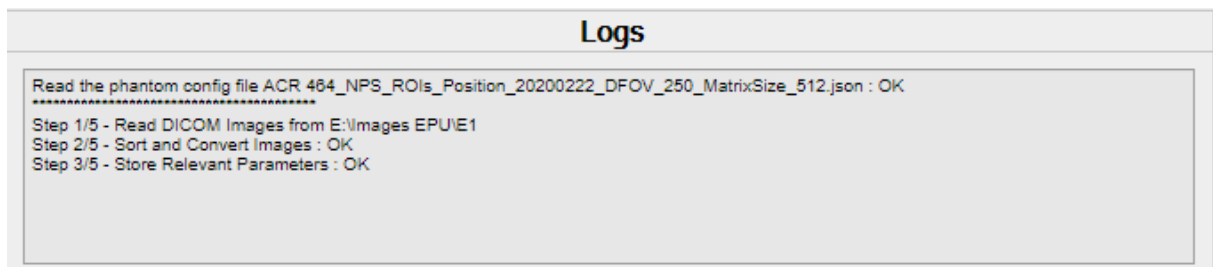 Logs
Read the phantom config file ACR 464_NPS_ROIs_Position_20200222_DFOV_250_MatrixSize_512.json : OK
*****************************************
Step 1/5 - Read DICOM Images from E:\Images EPU\E1
Step 2/5 - Sort and Convert Images : OK
Step 3/5 - Store Relevant Parameters : OK